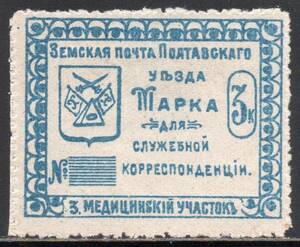 Земская почта Полтавскаго
уѣзда
Марка
для
служебной
корреспонденціи.
3к
№
3. Медицинскій участокъ